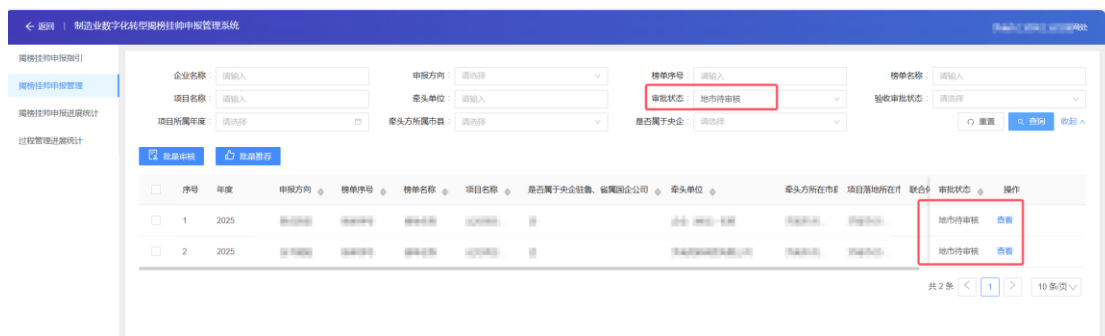 ← 返回 | 制造业数字化转型揭榜挂帅申报管理系统
揭榜挂帅申报指引
揭榜挂帅申报管理
揭榜挂帅申报进展统计
过程管理进展统计
企业名称: 请输入 申报方向: 请选择 榜单序号: 请输入 榜单名称: 请输入
项目名称: 请输入 牵头单位: 请输入 审批状态: 地市待审核 验收审批状态: 请选择
项目所属年度: 请选择 牵头方所属市县: 请选择 是否属于央企: 请选择 重置 查询 收起
批量审核 批量推荐
序号 年度 申报方向 榜单序号 榜单名称 项目名称 是否属于央企驻鲁、省属国企公司 牵头单位 牵头方所在市 项目落地所在 联合 审批状态 操作
1 2025 地市待审核 查看
2 2025 地市待审核 查看
共 2 条 < 1 > 10 条/页